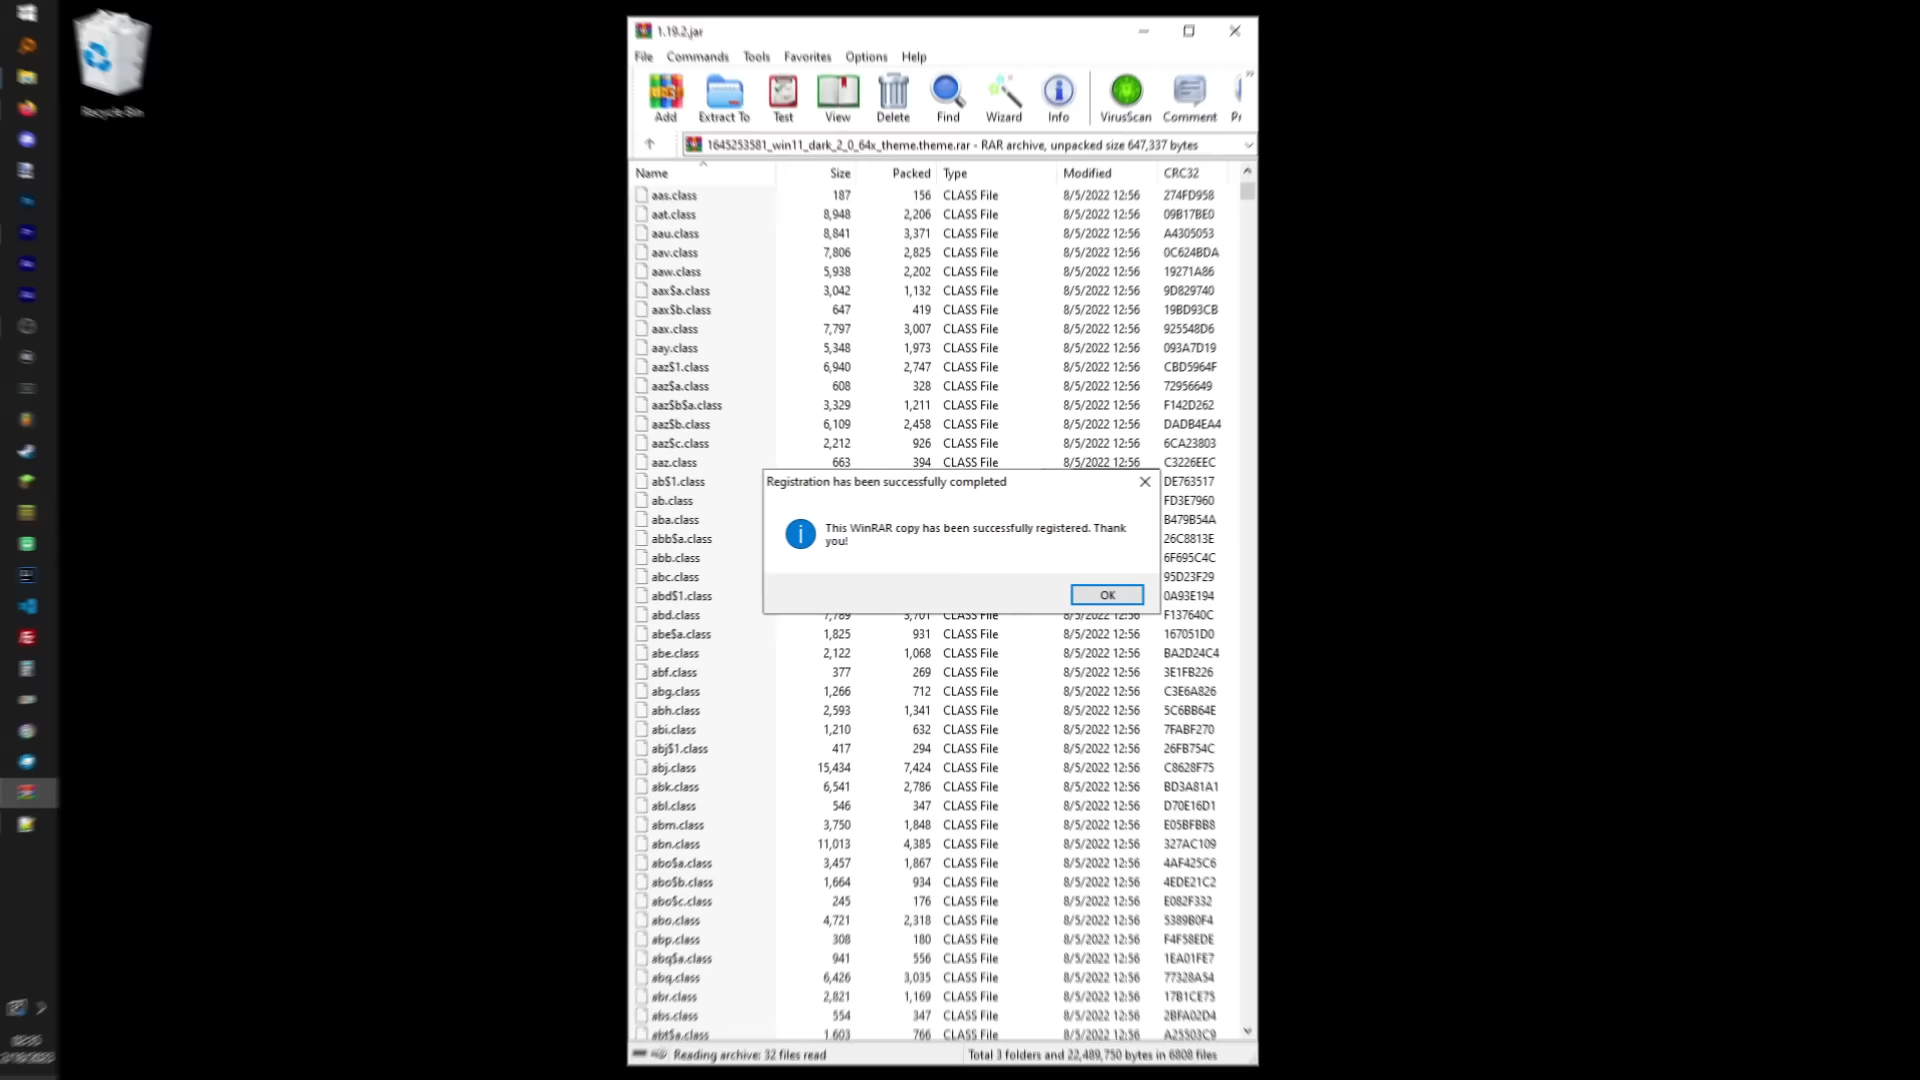 Recycle Bin
1.19.2.jar
File Commands Tools Favorites Options Help
Add Extract To Test View Delete Find Wizard Info VirusScan Comment
1645253581_win11_dark_2_0_64x_theme.theme.rar - RAR archive, unpacked size 647,337 bytes
Name Size Packed Type Modified CRC32
aas.class 187 156 CLASS File 8/5/2022 12:56 274FD958
aat.class 8,948 2,206 CLASS File 8/5/2022 12:56 09B17BE0
aau.class 8,841 3,371 CLASS File 8/5/2022 12:56 A4305053
aav.class 7,806 2,825 CLASS File 8/5/2022 12:56 0C624BDA
aaw.class 5,938 2,202 CLASS File 8/5/2022 12:56 19271A86
aax$a.class 3,042 1,132 CLASS File 8/5/2022 12:56 9D829740
aax$b.class 647 419 CLASS File 8/5/2022 12:56 19BD93CB
aax.class 7,797 3,007 CLASS File 8/5/2022 12:56 925548D6
aay.class 5,348 1,973 CLASS File 8/5/2022 12:56 093A7D19
aaz$1.class 6,940 2,747 CLASS File 8/5/2022 12:56 CBD5964F
aaz$a.class 608 328 CLASS File 8/5/2022 12:56 72956649
aaz$b$a.class 3,329 1,211 CLASS File 8/5/2022 12:56 F142D262
aaz$b.class 6,109 2,458 CLASS File 8/5/2022 12:56 DADB4EA4
aaz$c.class 2,212 926 CLASS File 8/5/2022 12:56 6CA23803
aaz.class 663 394 CLASS File 8/5/2022 12:56 C3226EEC
ab$1.class DE763517
ab.class FD3E7960
aba.class B479B54A
abb$a.class 26C8813E
abb.class 6F695C4C
abc.class 95D23F29
abd$1.class 0A93E194
Registration has been successfully completed
This WinRAR copy has been successfully registered. Thank
you!
OK
abd.class 7,789 3,701 CLASS File 8/5/2022 12:56 F137640C
abe$a.class 1,825 931 CLASS File 8/5/2022 12:56 167051D0
abe.class 2,122 1,068 CLASS File 8/5/2022 12:56 BA2D24C4
abf.class 377 269 CLASS File 8/5/2022 12:56 3E1FB226
abg.class 1,266 712 CLASS File 8/5/2022 12:56 C3E6A826
abh.class 2,593 1,341 CLASS File 8/5/2022 12:56 5C6BB64E
abi.class 1,210 632 CLASS File 8/5/2022 12:56 7FABF270
abj$1.class 417 294 CLASS File 8/5/2022 12:56 26FB754C
abj.class 15,434 7,424 CLASS File 8/5/2022 12:56 C8628F75
abk.class 6,541 2,786 CLASS File 8/5/2022 12:56 BD3A81A1
abl.class 546 347 CLASS File 8/5/2022 12:56 D70E16D1
abm.class 3,750 1,848 CLASS File 8/5/2022 12:56 E05BFBB8
abn.class 11,013 4,385 CLASS File 8/5/2022 12:56 327AC109
abo$a.class 3,457 1,867 CLASS File 8/5/2022 12:56 4AF425C6
abo$b.class 1,664 934 CLASS File 8/5/2022 12:56 4EDE21C2
abo$c.class 245 176 CLASS File 8/5/2022 12:56 E082F332
abo.class 4,721 2,318 CLASS File 8/5/2022 12:56 5389B0F4
abp.class 308 180 CLASS File 8/5/2022 12:56 F4F58EDE
abq$a.class 941 556 CLASS File 8/5/2022 12:56 1EA01FE7
abq.class 6,426 3,035 CLASS File 8/5/2022 12:56 77328A54
abr.class 2,821 1,169 CLASS File 8/5/2022 12:56 17B1CE75
abs.class 554 347 CLASS File 8/5/2022 12:56 2BFA02D4
abt$a.class 1,603 766 CLASS File 8/5/2022 12:56 A25503C9
Reading archive: 32 files read Total 3 folders and 22,489,750 bytes in 6808 files